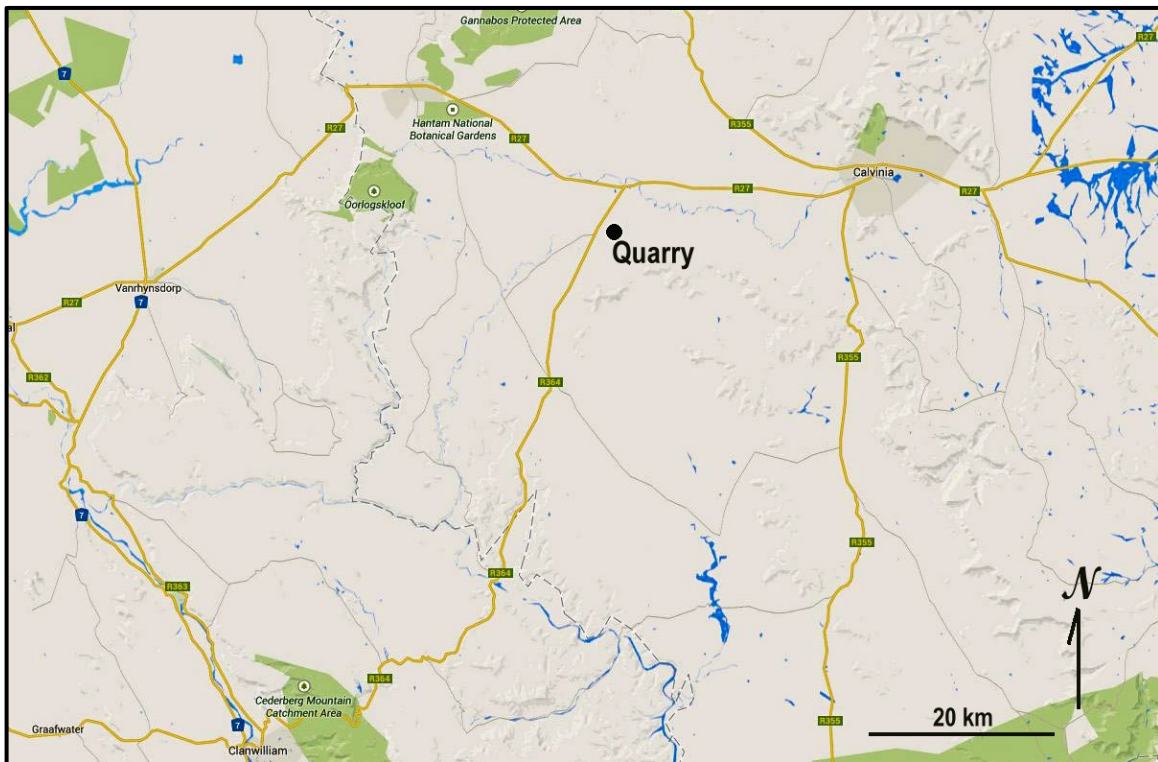 Gannabos Protected Area
R27
7
R27
Hantam National
Botanical Gardens
R355
R27
R27
Calvinia
Oorlogskloof
R27
R27
Quarry
Vanrhynsdorp
R27
7
al
R355
R362
R364
7
R355
R364
N
R363
Cederberg Mountain
Catchment Area
R364
20 km
Graafwater
7
R355
Clanwilliam